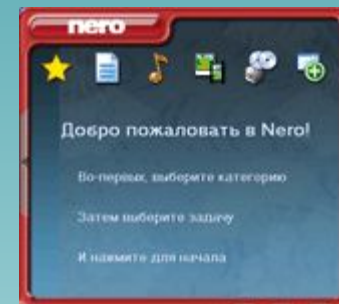 nero
Добро пожаловать в Nero!
Во-первых, выберите категорию
Затем выберите задачу
И нажмите для начала